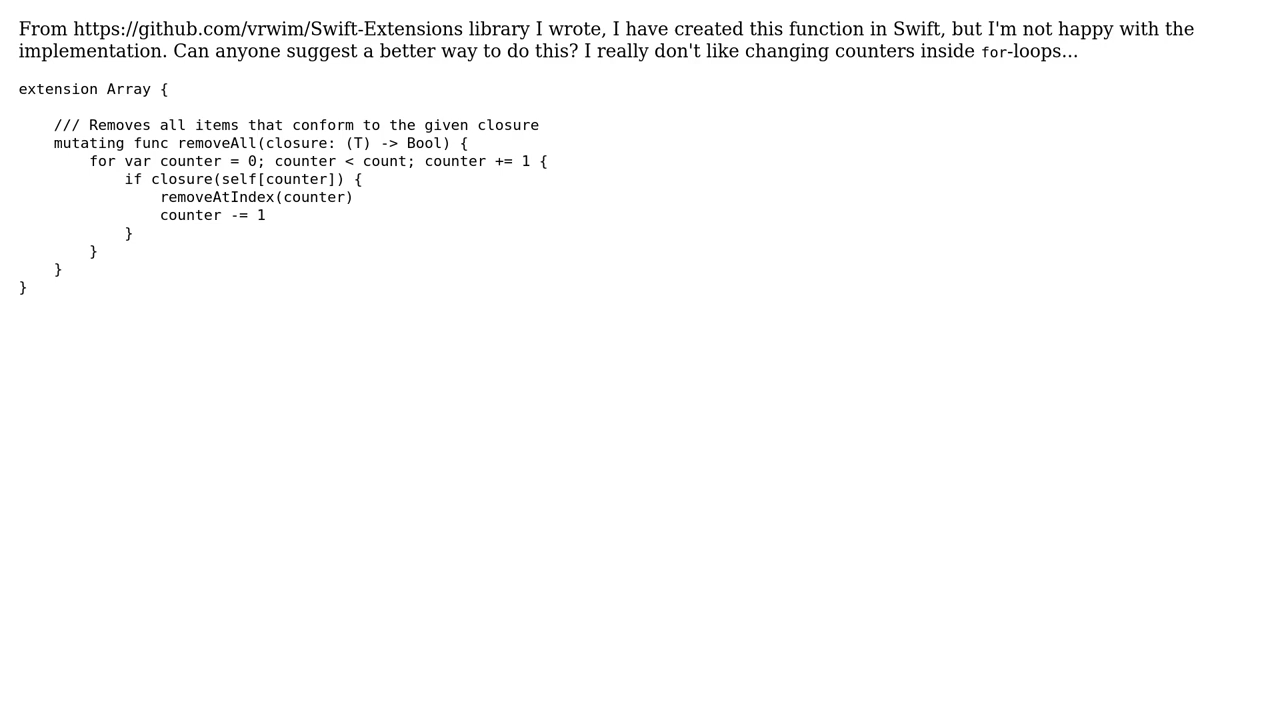 From https://github.com/vrwim/Swift-Extensions library I wrote, I have created this function in Swift, but I'm not happy with the
implementation. Can anyone suggest a better way to do this? I really don't like changing counters inside for-loops...
extension Array {
    /// Removes all items that conform to the given closure
    mutating func removeAll(closure: (T) -> Bool) {
        for var counter = 0; counter < count; counter += 1 {
            if closure(self[counter]) {
                removeAtIndex(counter)
                counter -= 1
            }
        }
    }
}